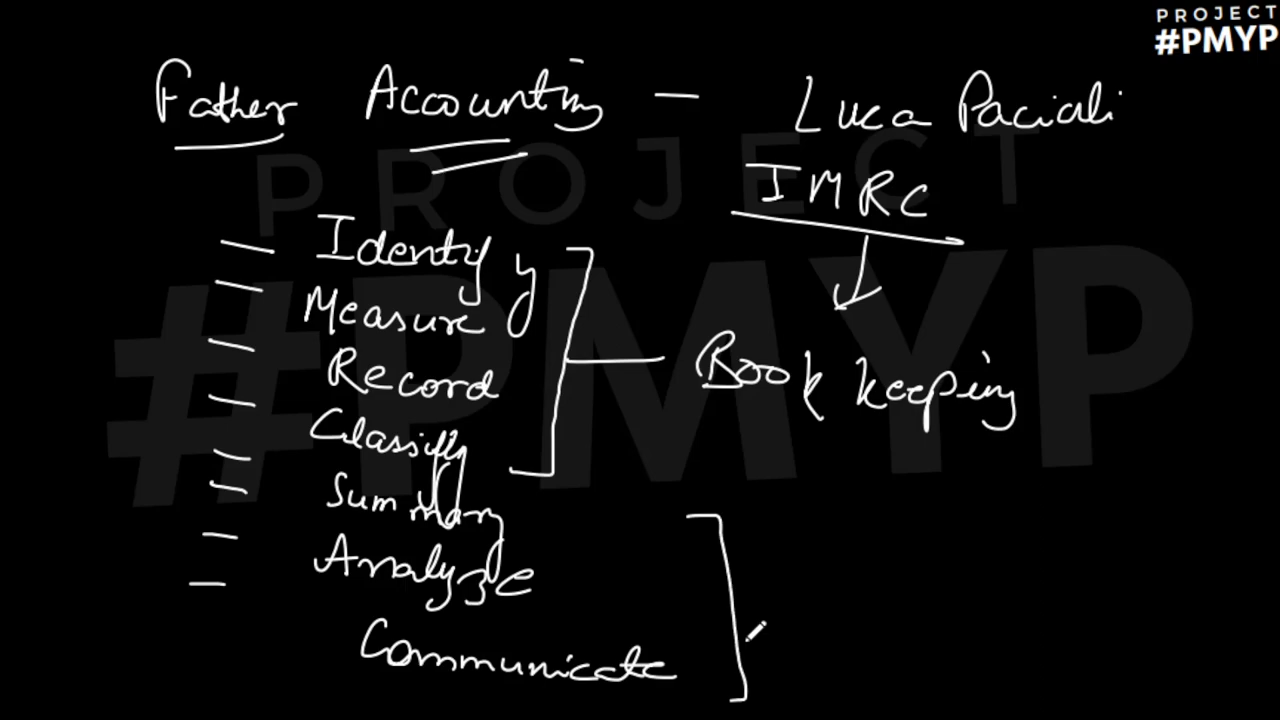 PROJECT
#PMYP
Father Accounting — Luca Paciali
IMRC
Identify
Measure
Record
Book keeping
Classify
Summary
Analyze
Communicate
PROJECT
#PMYP